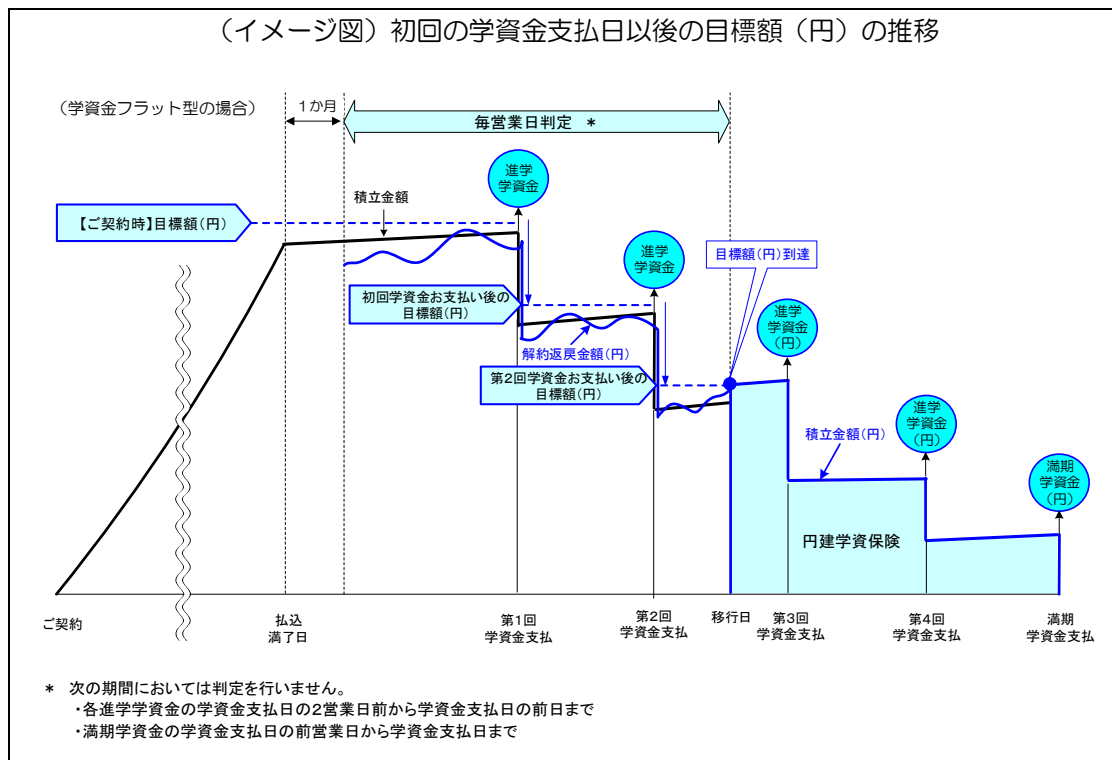 （イメージ図）初回の学資金支払日以後の目標額（円）の推移
（学資金フラット型の場合）
１か月
毎営業日判定　*
進学
学資金
積立金額
【ご契約時】目標額（円）
進学
学資金
目標額（円）到達
初回学資金お支払い後の
目標額（円）
進学
学資金
（円）
解約返戻金額（円）
第2回学資金お支払い後の
目標額（円）
進学
学資金
（円）
積立金額（円）
満期
学資金
（円）
円建学資保険
ご契約
払込
満了日
第１回
学資金支払
第２回
学資金支払
移行日
第３回
学資金支払
第４回
学資金支払
満期
学資金支払
*　次の期間においては判定を行いません。
・各進学学資金の学資金支払日の２営業日前から学資金支払日の前日まで
・満期学資金の学資金支払日の前営業日から学資金支払日まで